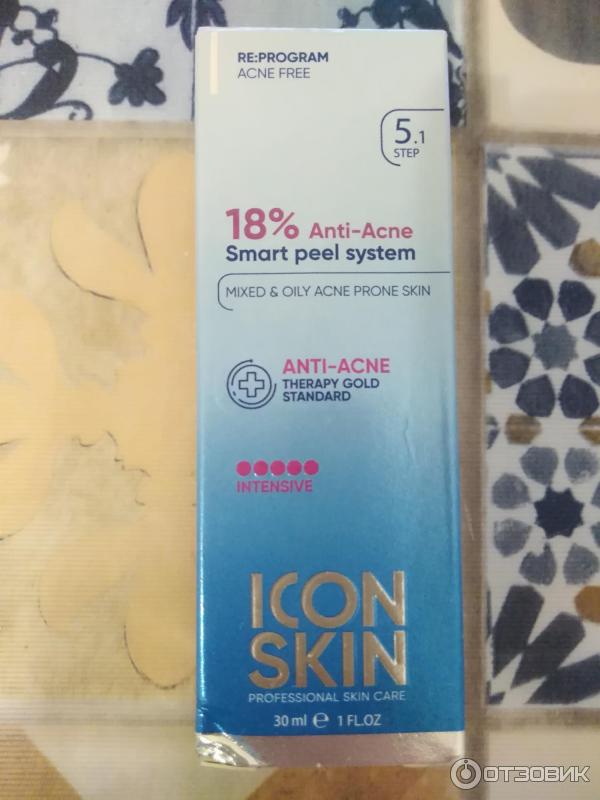 RE:PROGRAM
ACNE FREE
5.1
STEP
18% Anti-Acne
Smart peel system
MIXED & OILY ACNE PRONE SKIN
ANTI-ACNE
THERAPY GOLD
STANDARD
INTENSIVE
ICON
SKIN
PROFESSIONAL SKIN CARE
30 ml ℮ 1 FL.OZ
ОТЗОВИК